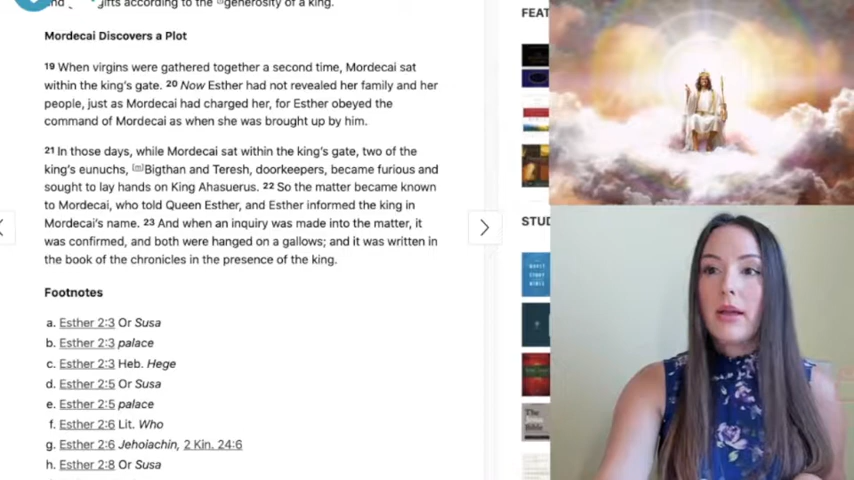 gifts according to the [l]generosity of a king.
Mordecai Discovers a Plot
19 When virgins were gathered together a second time, Mordecai sat
within the king's gate. 20 Now Esther had not revealed her family and her
people, just as Mordecai had charged her, for Esther obeyed the
command of Mordecai as when she was brought up by him.
21 In those days, while Mordecai sat within the king's gate, two of the
king's eunuchs, [m]Bigthan and Teresh, doorkeepers, became furious and
sought to lay hands on King Ahasuerus. 22 So the matter became known
to Mordecai, who told Queen Esther, and Esther informed the king in
Mordecai's name. 23 And when an inquiry was made into the matter, it
was confirmed, and both were hanged on a gallows; and it was written in
the book of the chronicles in the presence of the king.
Footnotes
a. Esther 2:3 Or Susa
b. Esther 2:3 palace
c. Esther 2:3 Heb. Hege
d. Esther 2:5 Or Susa
e. Esther 2:5 palace
f. Esther 2:6 Lit. Who
g. Esther 2:6 Jehoiachin, 2 Kin. 24:6
h. Esther 2:8 Or Susa
FEAT
STUD